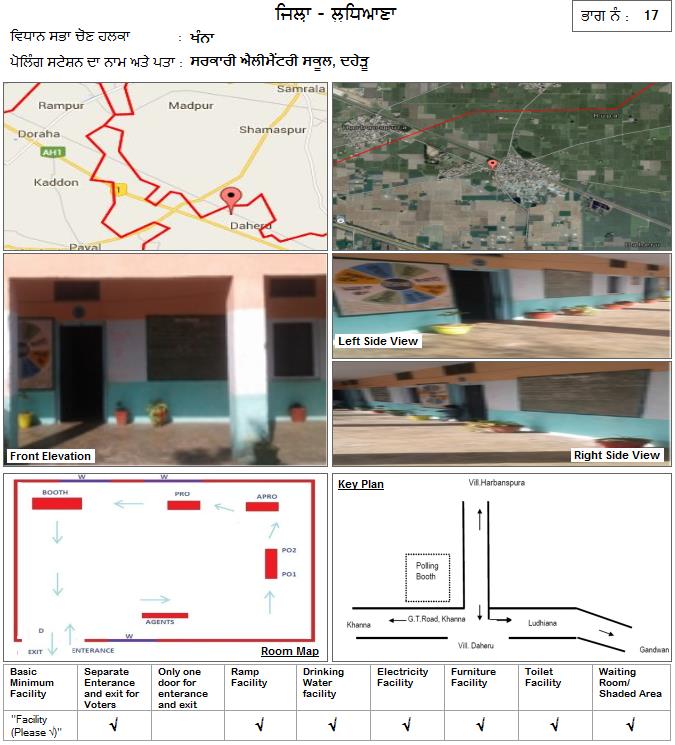 ਜਿਲ਼ਾ - ਲੁਧਿਆਣਾ
ਭਾਗ ਨੰ : 17
ਵਿਧਾਨ ਸਭਾ ਚੋਣ ਹਲਕਾ : ਖੰਨਾ
ਪੋਲਿੰਗ ਸਟੇਸ਼ਨ ਦਾ ਨਾਮ ਅਤੇ ਪਤਾ : ਸਰਕਾਰੀ ਐਲੀਮੈਂਟਰੀ ਸਕੂਲ, ਦਹੇੜੂ
Samrala
Rampur
Madpur
Doraha
Shamaspur
AH1
Kaddon
1
Daheru
Payal
Rupa
Front Elevation
Left Side View
Right Side View
W
W
BOOTH
PRO
APRO
PO2
PO1
AGENTS
D
W
EXIT
ENTERANCE
Room Map
Key Plan
Vill.Harbanspura
Polling
Booth
Khanna
G.T.Road, Khanna
Ludhiana
Vill. Daheru
Gandwan
Basic Minimum Facility
Separate Enterance and exit for Voters
Only one door for enterance and exit
Ramp Facility
Drinking Water facility
Electricity Facility
Furniture Facility
Toilet Facility
Waiting Room/ Shaded Area
"Facility (Please √)"
√ √ √ √ √ √ √